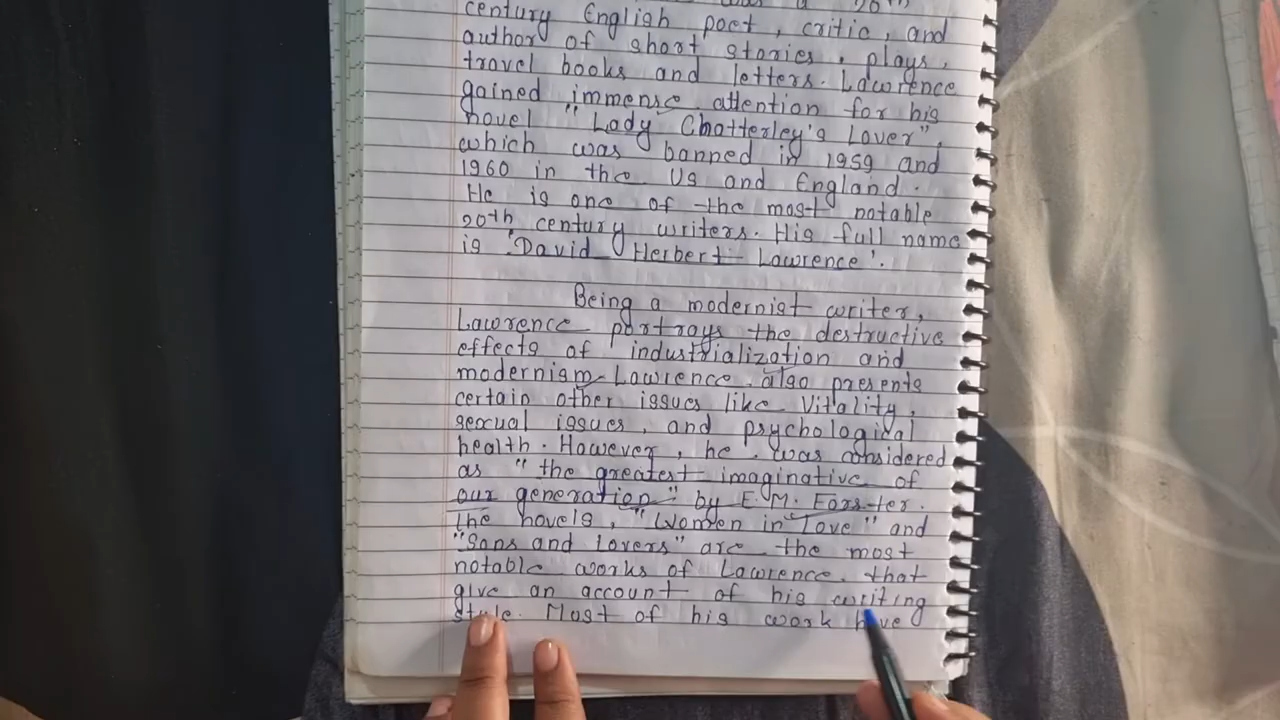 was a 20th
century English poet, critic, and
author of short stories, plays,
travel books and letters. Lawrence
gained immense attention for his
novel "Lady Chatterley's Lover",
which was banned in 1959 and
1960 in the US and England.
He is one of the most notable
20th century writers. His full name
is 'David Herbert Lawrence'.
Being a modernist writer,
Lawrence portrays the destructive
effects of industrialization and
modernism. Lawrence also presents
certain other issues like Vitality,
sexual issues, and psychological
health. However, he was considered
as "the greatest imaginative of
our generation" by E.M. Forster.
The novels, "Women in Love" and
"Sons and Lovers" are the most
notable works of Lawrence that
give an account of his writing
style. Most of his work have